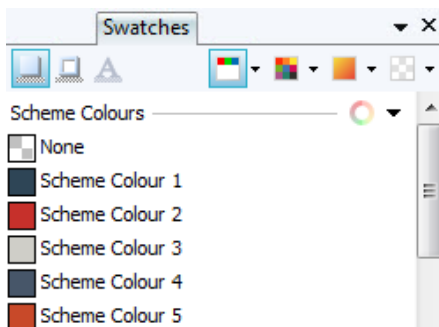 Swatches
A
Scheme Colours
None
Scheme Colour 1
Scheme Colour 2
Scheme Colour 3
Scheme Colour 4
Scheme Colour 5